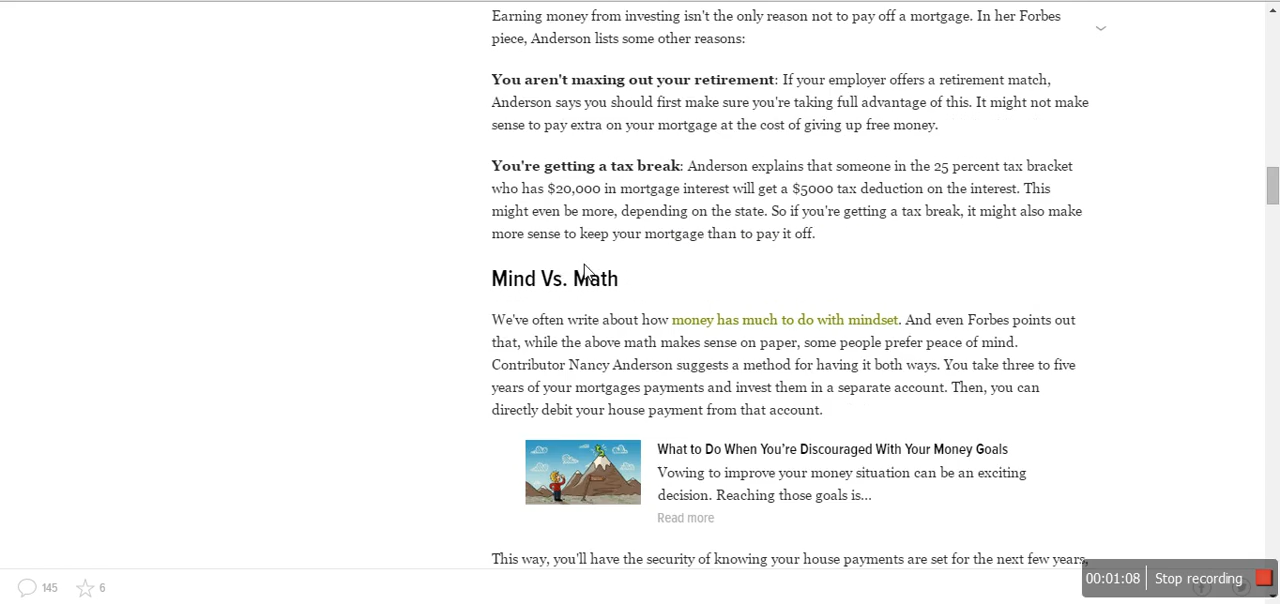 Earning money from investing isn't the only reason not to pay off a mortgage. In her Forbes
piece, Anderson lists some other reasons:
You aren't maxing out your retirement: If your employer offers a retirement match,
Anderson says you should first make sure you're taking full advantage of this. It might not make
sense to pay extra on your mortgage at the cost of giving up free money.
You're getting a tax break: Anderson explains that someone in the 25 percent tax bracket
who has $20,000 in mortgage interest will get a $5000 tax deduction on the interest. This
might even be more, depending on the state. So if you're getting a tax break, it might also make
more sense to keep your mortgage than to pay it off.
Mind Vs. Math
We've often write about how money has much to do with mindset. And even Forbes points out
that, while the above math makes sense on paper, some people prefer peace of mind.
Contributor Nancy Anderson suggests a method for having it both ways. You take three to five
years of your mortgages payments and invest them in a separate account. Then, you can
directly debit your house payment from that account.
What to Do When You're Discouraged With Your Money Goals
Vowing to improve your money situation can be an exciting
decision. Reaching those goals is...
Read more
This way, you'll have the security of knowing your house payments are set for the next few years,
145 6
00:01:08 Stop recording